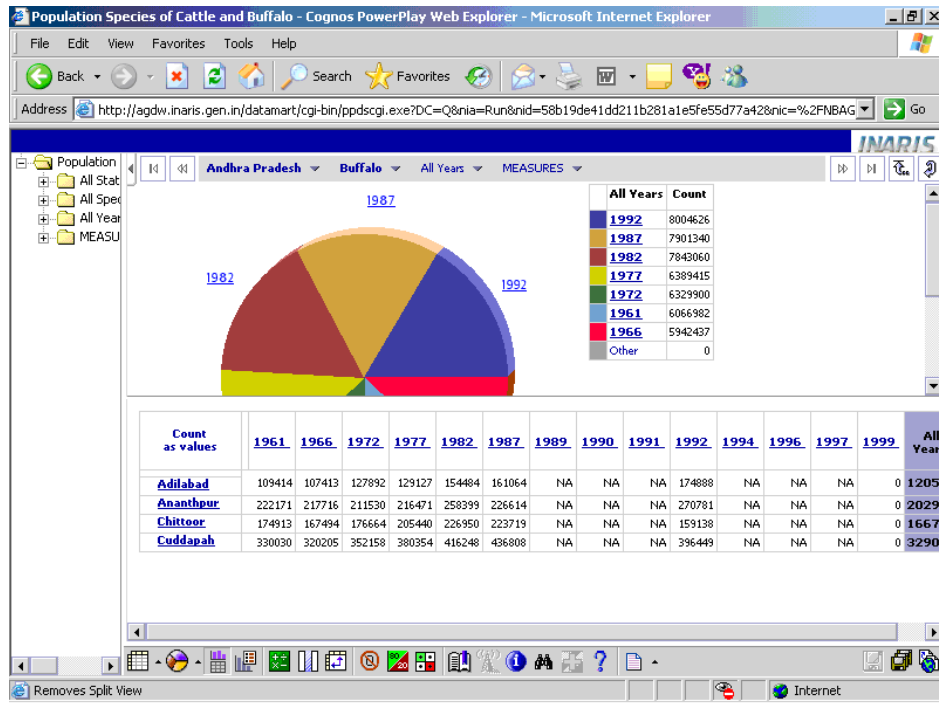 Population Species of Cattle and Buffalo - Cognos PowerPlay Web Explorer - Microsoft Internet Explorer
File Edit View Favorites Tools Help
Back Search Favorites
Address http://agdw.inaris.gen.in/datamart/cgi-bin/ppdscgi.exe?DC=Q&nia=Run&nid=58b19de41dd211b281a1e5fe55d77a42&nic=%2FNBAG Go
INARIS
Population
All Stat
All Spec
All Year
MEASU
Andhra Pradesh Buffalo All Years MEASURES
1987
1982
1992
All Years Count
1992 8004626
1987 7901340
1982 7843060
1977 6389415
1972 6329900
1961 6066982
1966 5942437
Other 0
Count as values 1961 1966 1972 1977 1982 1987 1989 1990 1991 1992 1994 1996 1997 1999 All Year
Adilabad 109414 107413 127892 129127 154484 161064 NA NA NA 174888 NA NA NA 0 1205
Ananthpur 222171 217716 211530 216471 258399 226614 NA NA NA 270781 NA NA NA 0 2029
Chittoor 174913 167494 176664 205440 226950 223719 NA NA NA 159138 NA NA NA 0 1667
Cuddapah 330030 320205 352158 380354 416248 436808 NA NA NA 396449 NA NA NA 0 3290
Removes Split View Internet